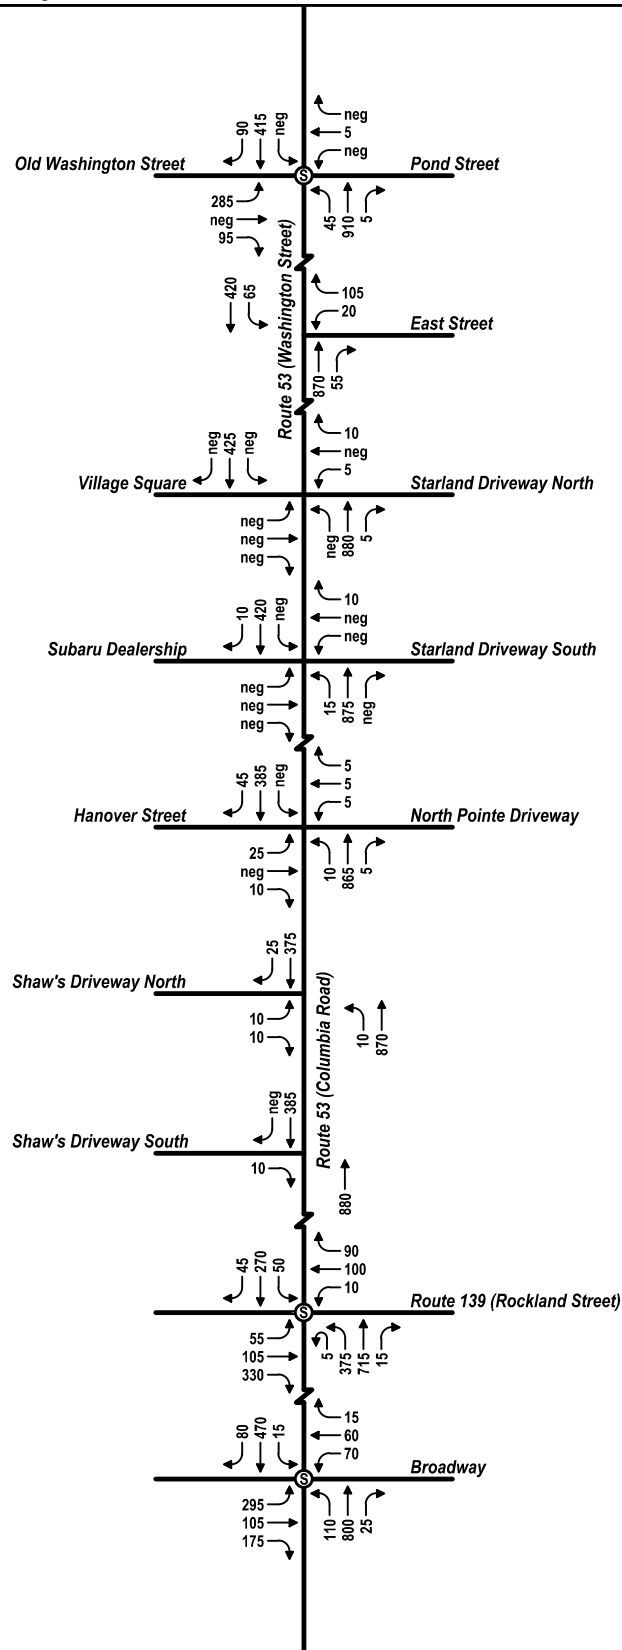 90 415 neg
neg
5
neg
Old Washington Street
Pond Street
S
285
neg
95
45 910 5
Route 53 (Washington Street)
420 65
105
20
East Street
870 55
neg 425 neg
10
neg
5
Village Square
Starland Driveway North
neg
neg
neg
neg 880 5
10 420 neg
10
neg
neg
Subaru Dealership
Starland Driveway South
neg
neg
neg
15 875 neg
45 385 neg
5
5
5
Hanover Street
North Pointe Driveway
25
neg
10
10 865 5
25 375
Shaw's Driveway North
10
10
10 870
Route 53 (Columbia Road)
neg 385
Shaw's Driveway South
10
880
45 270 50
90
100
10
Route 139 (Rockland Street)
S
55
105
330
5 375 715 15
80 470 15
15
60
70
Broadway
S
295
105
175
110 800 25